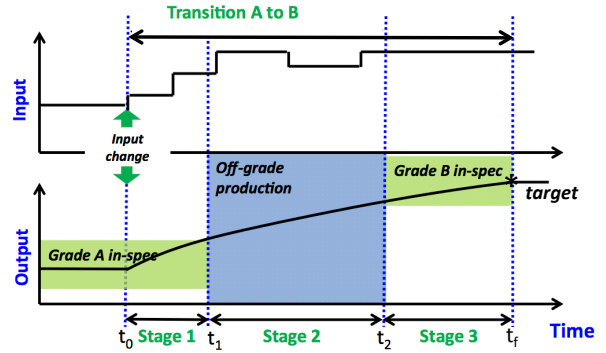 Transition A to B
Input
Input
change
Off-grade
production
Grade B in-spec
target
Grade A in-spec
Output
t0 Stage 1 t1 Stage 2 t2 Stage 3 tf Time